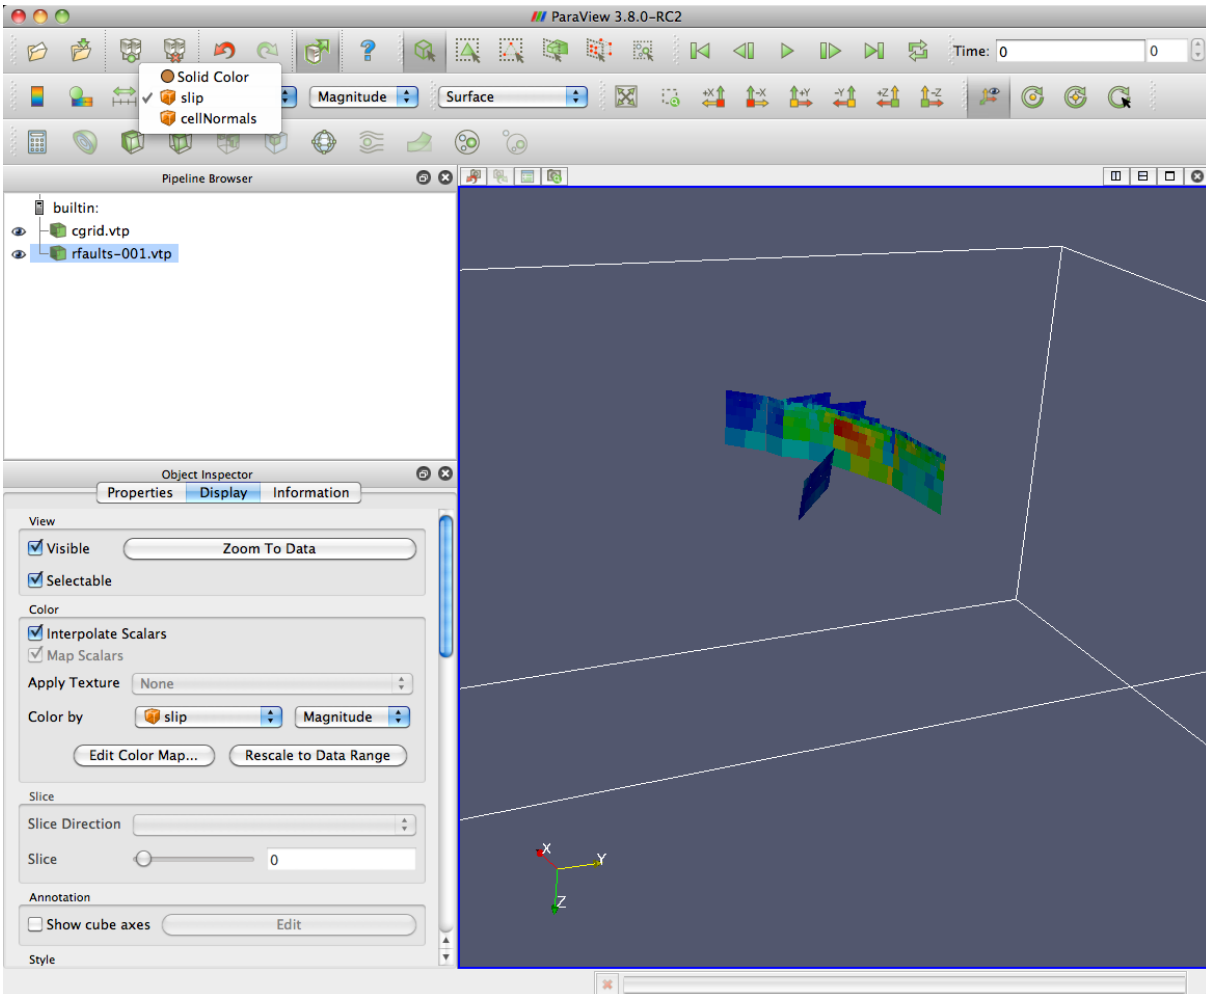 ParaView 3.8.0-RC2
Time: 0 0
Solid Color
slip
cellNormals
Magnitude
Surface
+X -X +Y -Y +Z -Z
Pipeline Browser
builtin:
cgrid.vtp
rfaults-001.vtp
Object Inspector
Properties Display Information
View
Visible Zoom To Data
Selectable
Color
Interpolate Scalars
Map Scalars
Apply Texture None
Color by slip Magnitude
Edit Color Map... Rescale to Data Range
Slice
Slice Direction
Slice 0
Annotation
Show cube axes Edit
Style
X
Y
Z